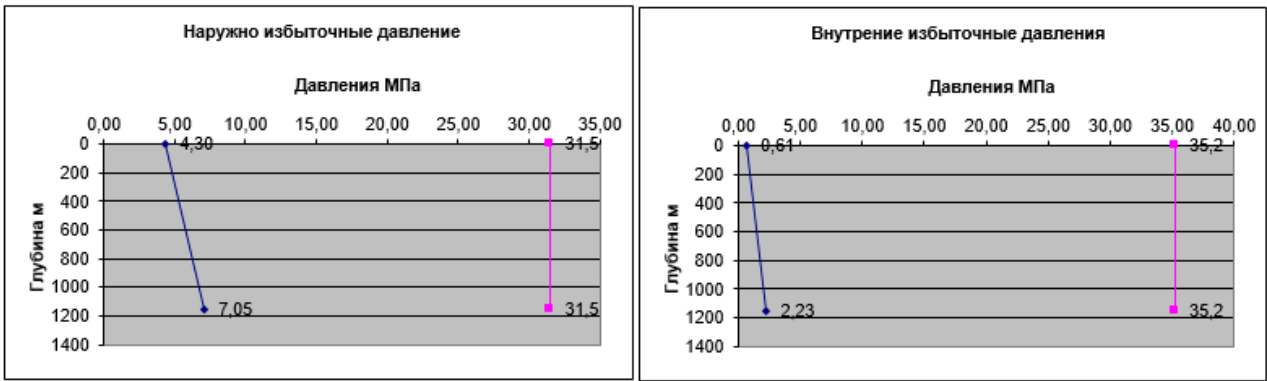 Наружно избыточные давление
Давления МПа
0,00 5,00 10,00 15,00 20,00 25,00 30,00 35,00
0 4,30 31,5
200
400
600
800
1000
1200 7,05 31,5
1400
Глубина м
Внутрение избыточные давления
Давления МПа
0,00 5,00 10,00 15,00 20,00 25,00 30,00 35,00 40,00
0 0,61 35,2
200
400
600
800
1000
1200 2,23 35,2
1400
Глубина м